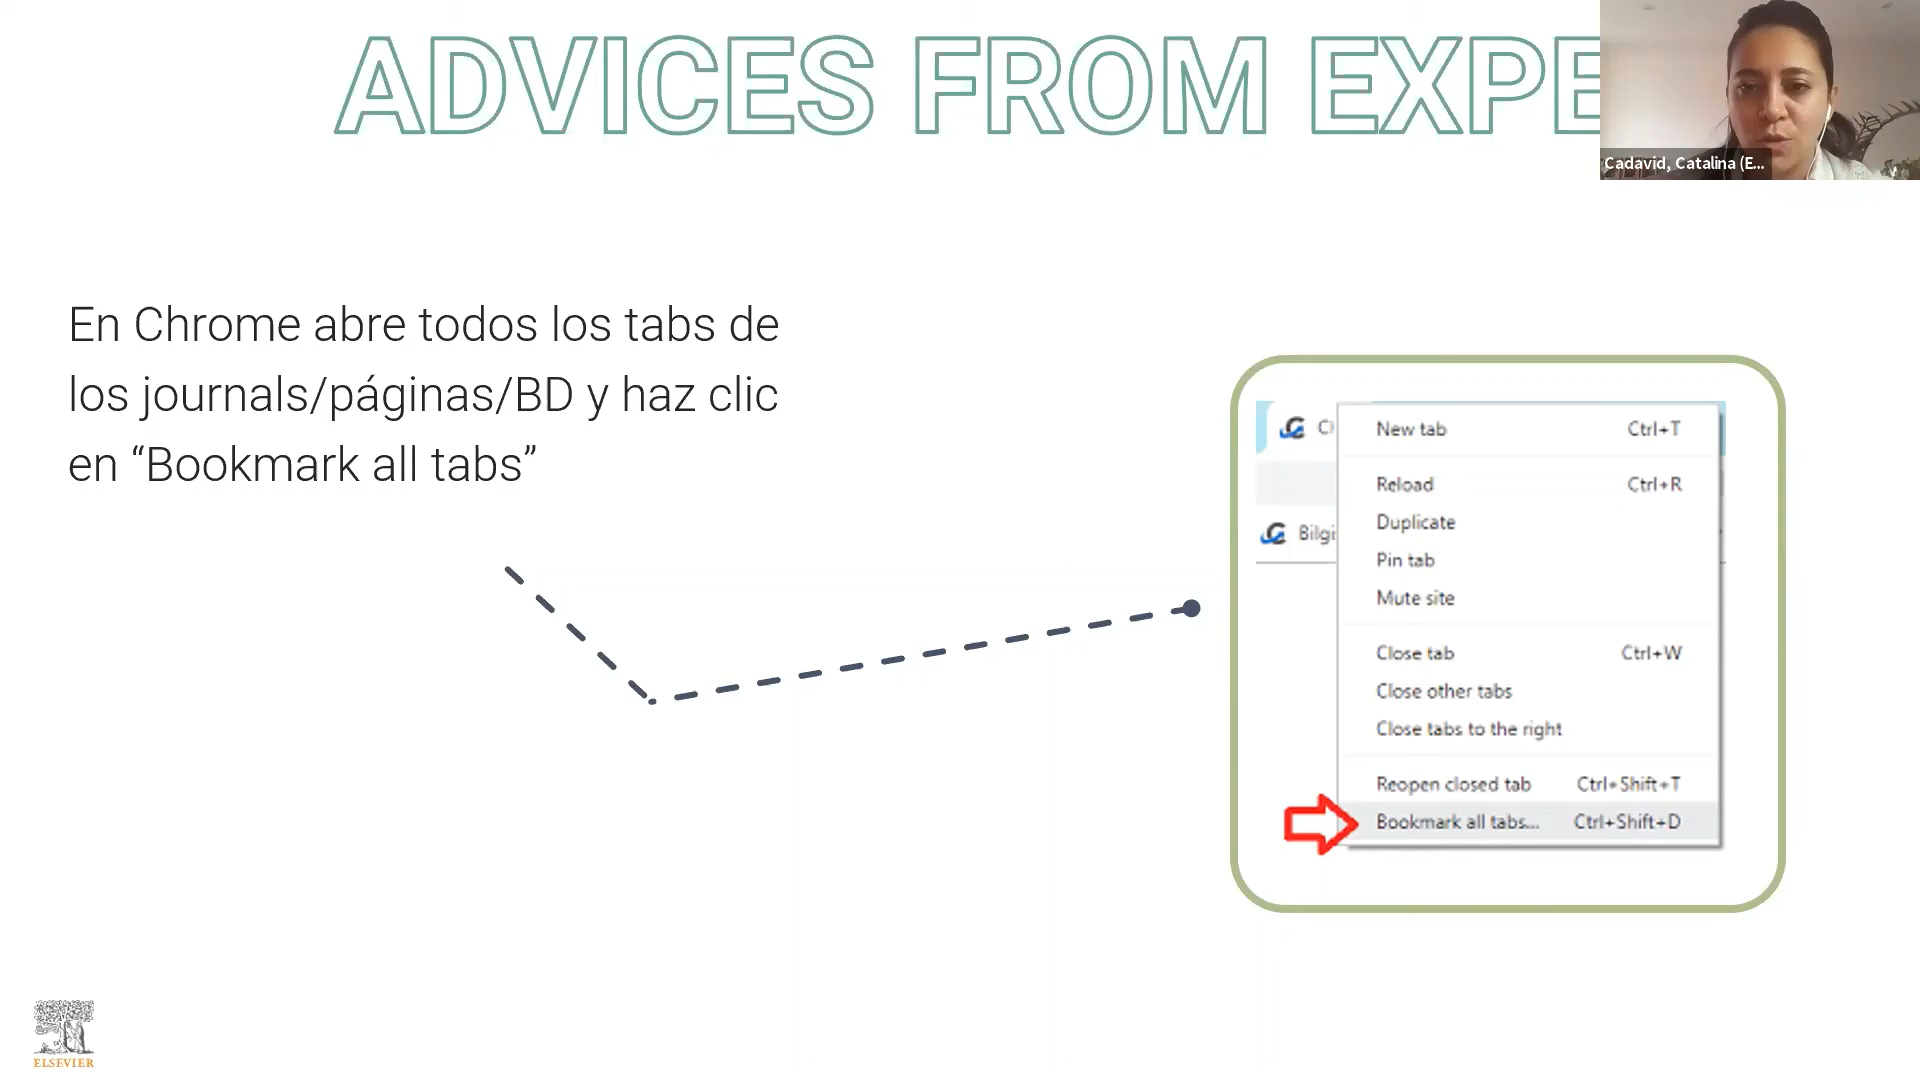 ADVICES FROM EXPE
Cadavid, Catalina (E...
En Chrome abre todos los tabs de
los journals/páginas/BD y haz clic
en “Bookmark all tabs”
New tab Ctrl+T
Reload Ctrl+R
Duplicate
Bilgi
Pin tab
Mute site
Close tab Ctrl+W
Close other tabs
Close tabs to the right
Reopen closed tab Ctrl+Shift+T
Bookmark all tabs... Ctrl+Shift+D
ELSEVIER